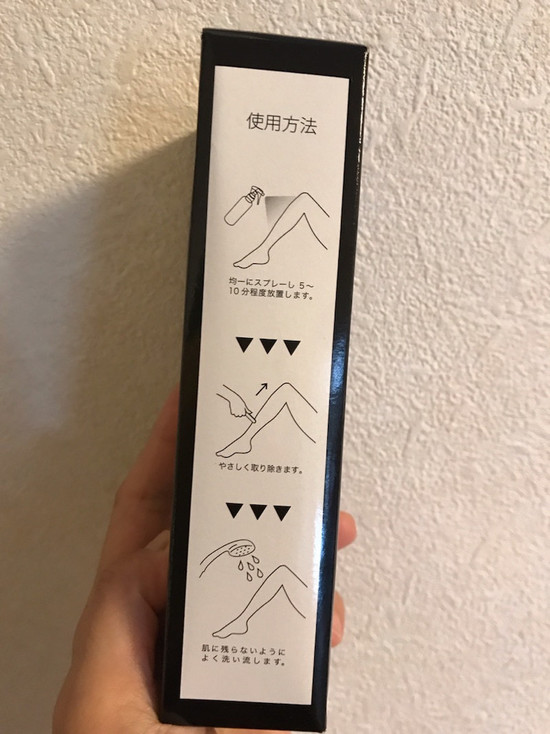 使用方法
均一にスプレーし 5〜
10分程度放置します。
やさしく取り除きます。
肌に残らないように
よく洗い流します。